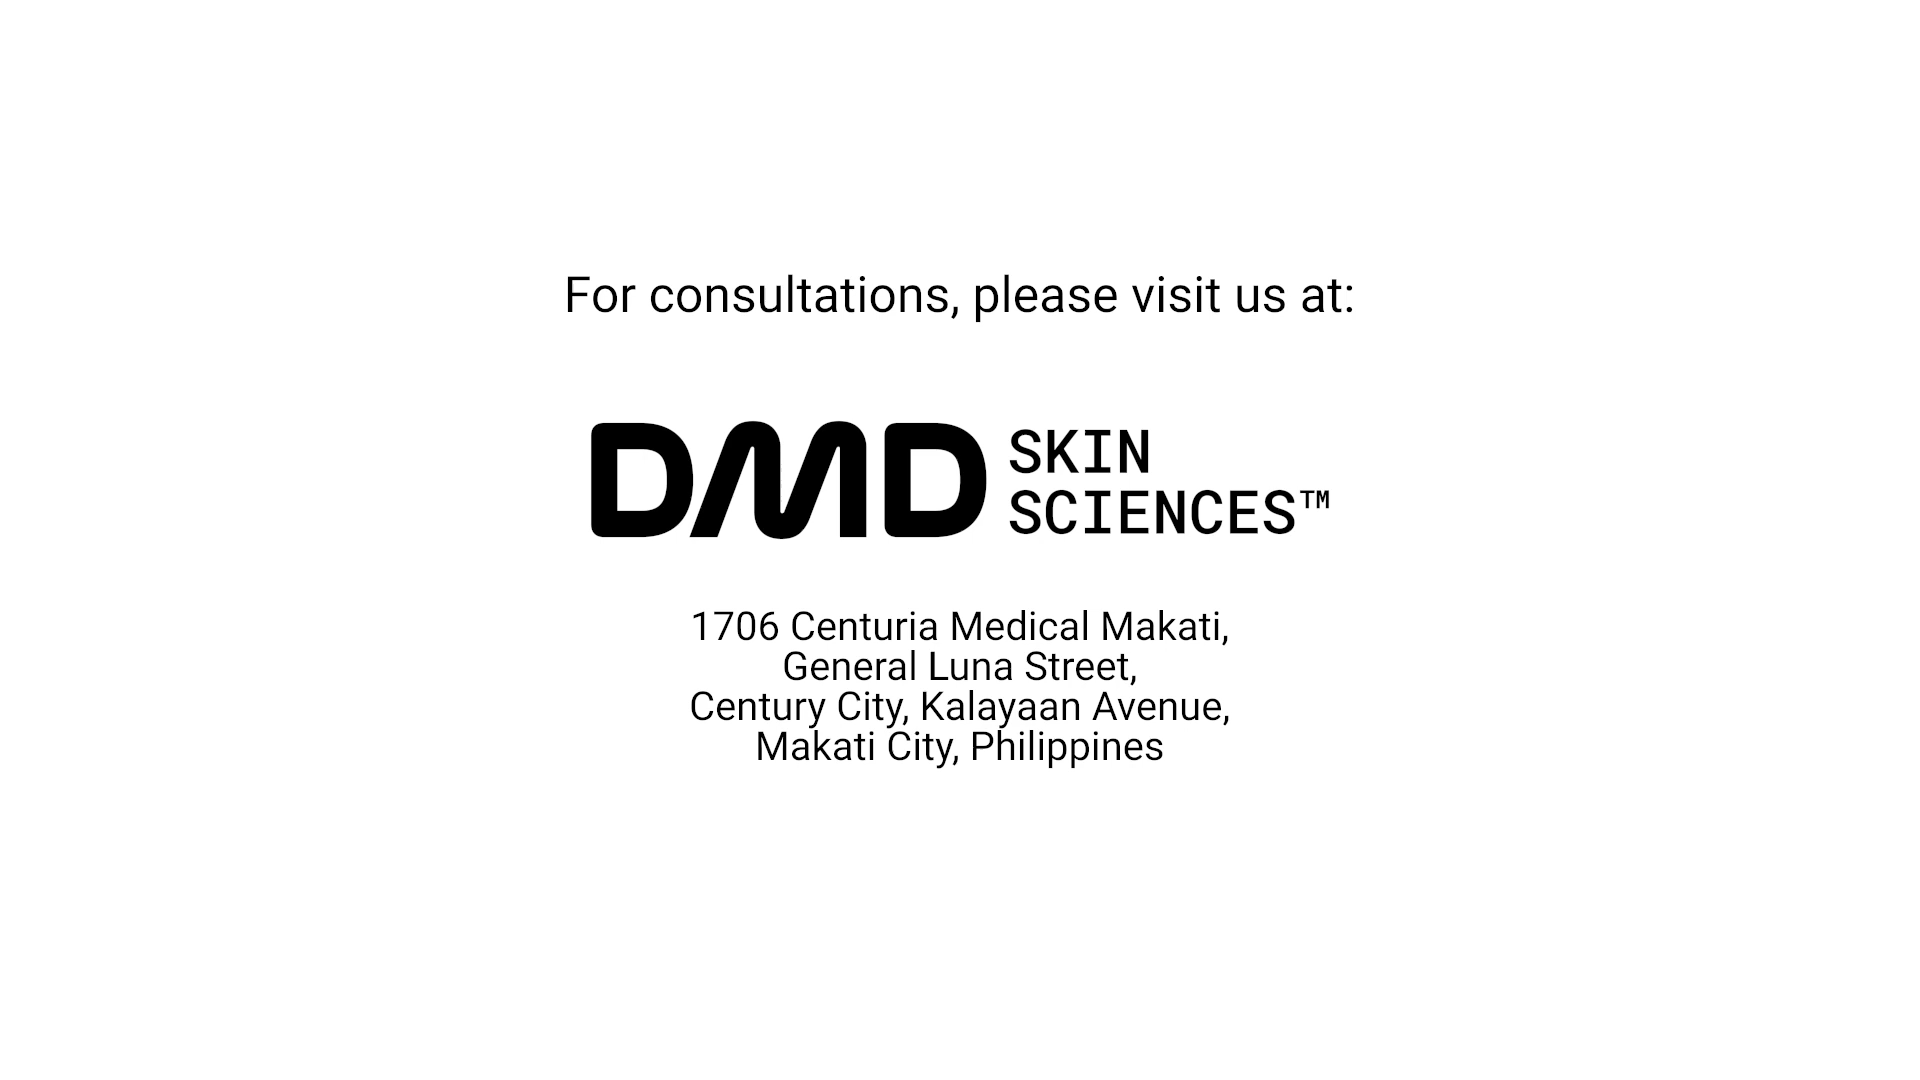 For consultations, please visit us at:
DMD SKIN
SCIENCES™
1706 Centuria Medical Makati,
General Luna Street,
Century City, Kalayaan Avenue,
Makati City, Philippines